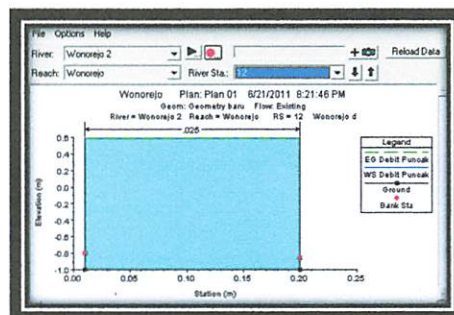 File Options Help
River: Wonorejo 2 Reload Data
Reach: Wonorejo River Sta.: 12
Wonorejo Plan: Plan 01 6/21/2011 8:21:46 PM
Geom: Geomeby baru Flow: Existing
River = Wonorejo 2 Reach = Wonorejo RS = 12 Wonorejo d
.025
Legend
EG Debit Puncak
WS Debit Puncak
Ground
Bank Sta
Elevation (m)
0.6
0.4
0.2
0.0
-0.2
-0.4
-0.6
-0.8
-1.0
0.00 0.05 0.10 0.15 0.20 0.25
Station (m)